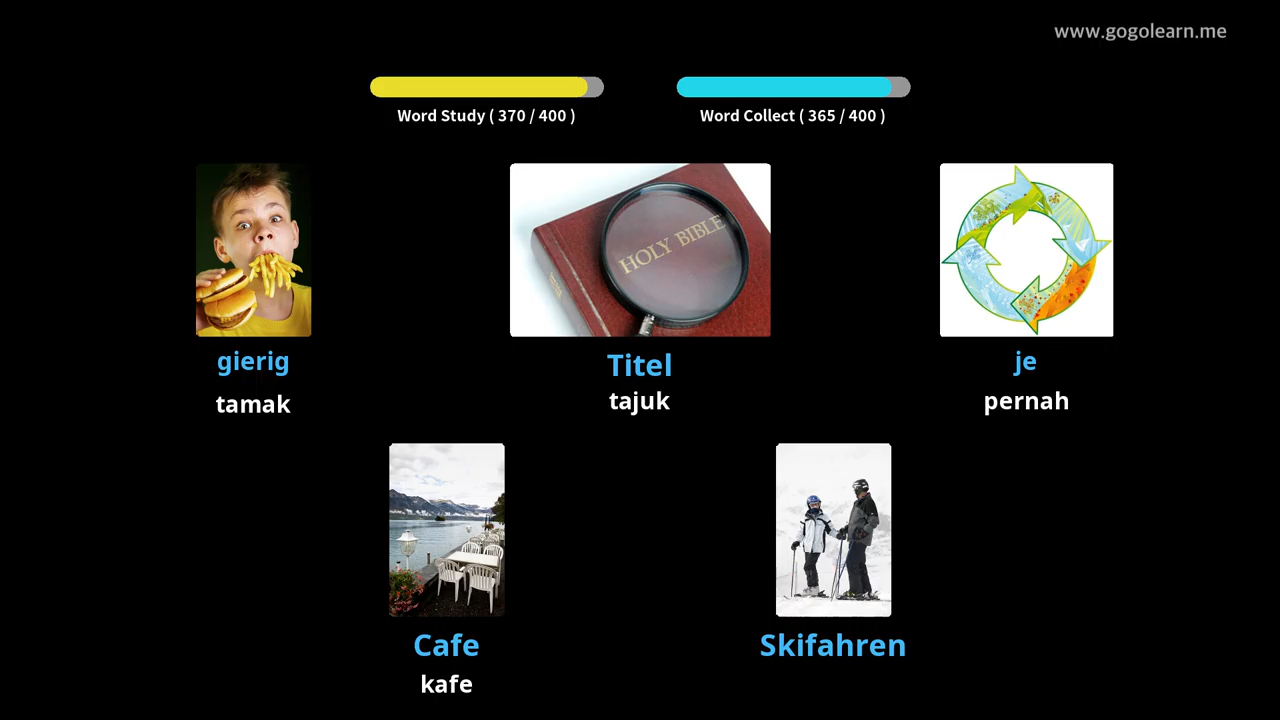 www.gogolearn.me
Word Study ( 370 / 400 )
Word Collect ( 365 / 400 )
HOLY BIBLE
gierig
Titel
je
tamak
tajuk
pernah
Cafe
Skifahren
kafe